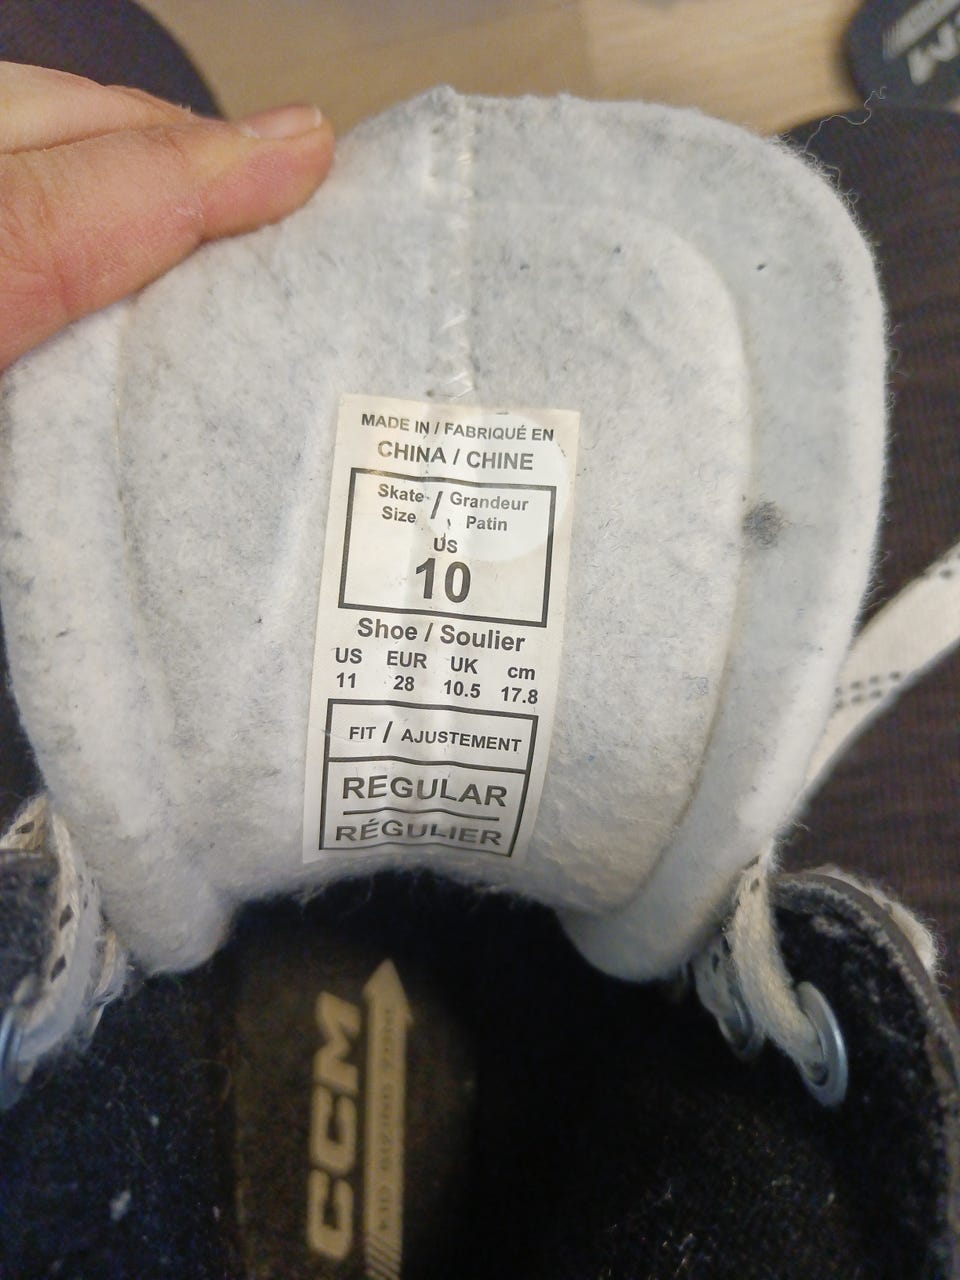 MADE IN / FABRIQUÉ EN
CHINA / CHINE
Skate / Grandeur
Size Patin
US
10
Shoe / Soulier
US EUR UK cm
11 28 10.5 17.8
FIT / AJUSTEMENT
REGULAR
RÉGULIER
CCM
CCM